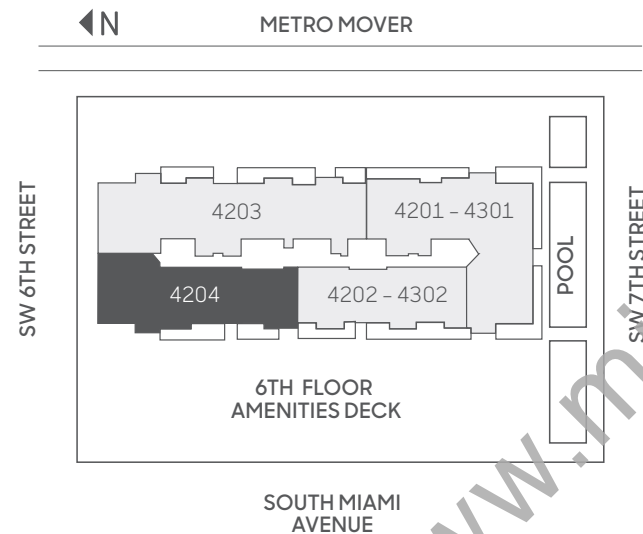 N
METRO MOVER
SW 6TH STREET
4203
4201 - 4301
4204
4202 - 4302
POOL
SW 7TH STREET
6TH FLOOR
AMENITIES DECK
SOUTH MIAMI
AVENUE
www.m